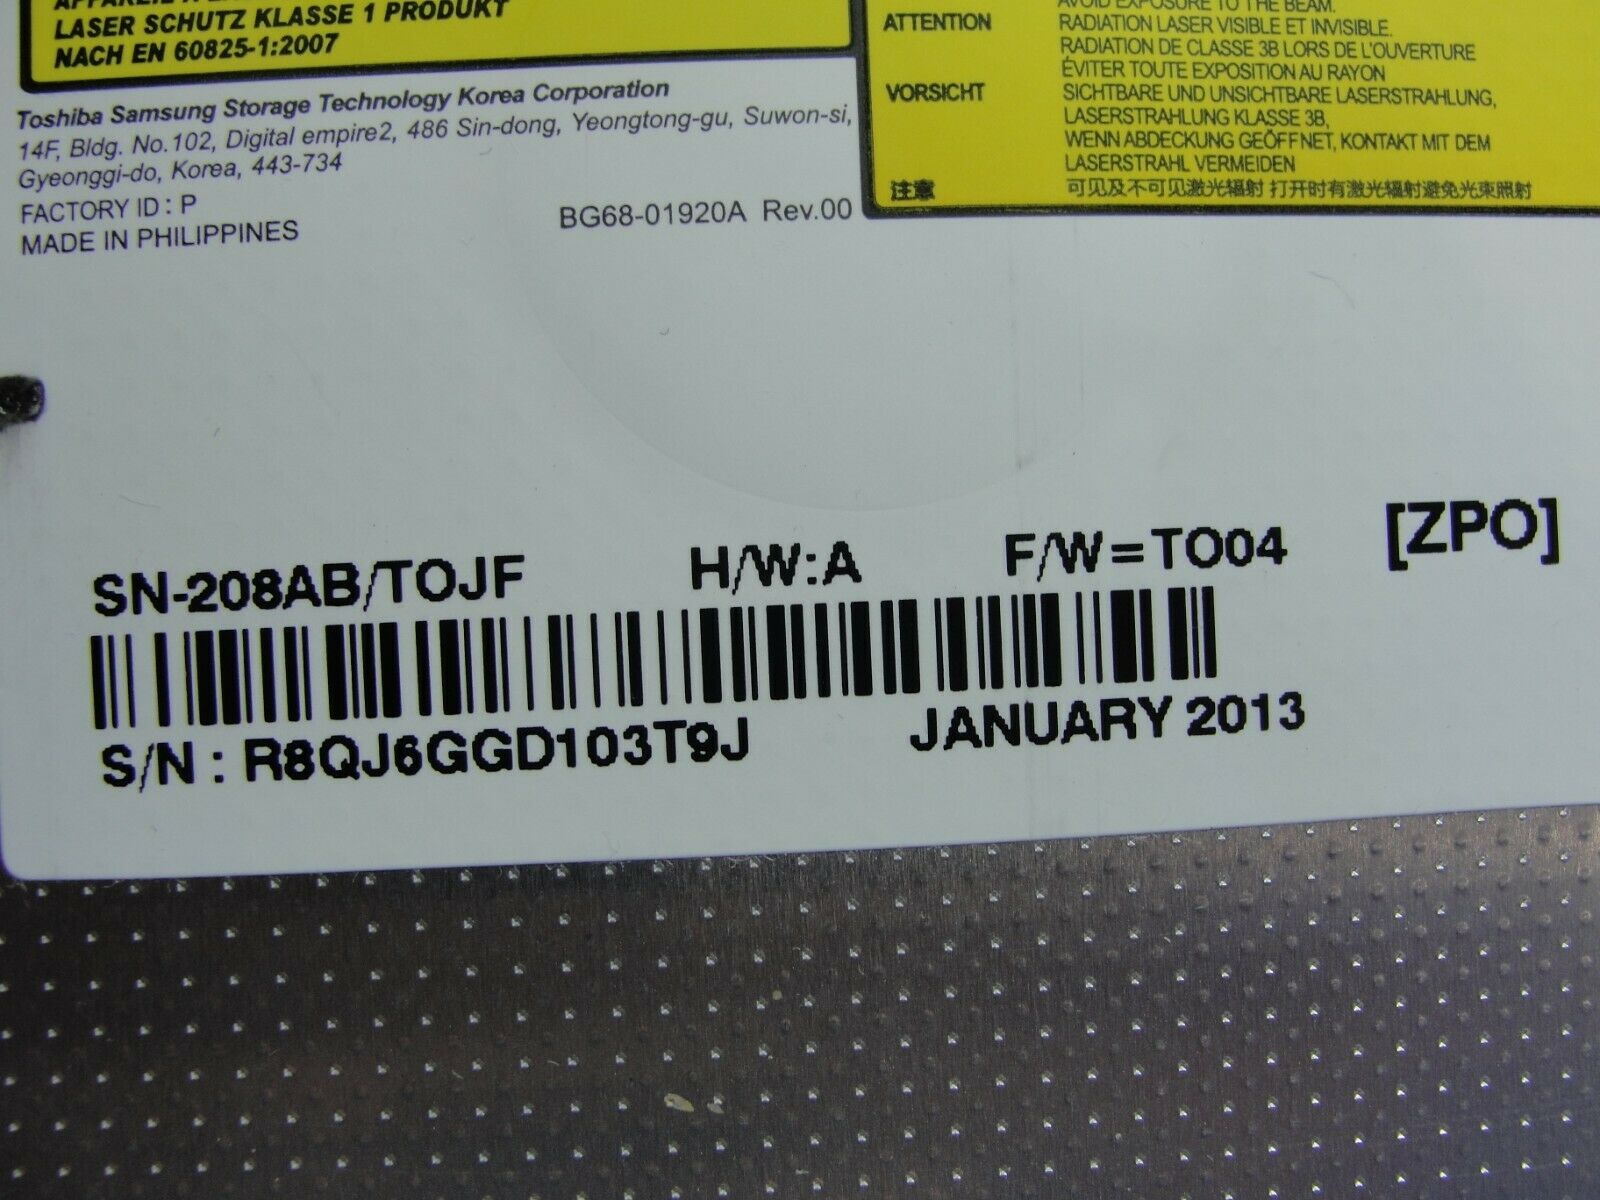 LASER SCHUTZ KLASSE 1 PRODUKT
NACH EN 60825-1:2007
Toshiba Samsung Storage Technology Korea Corporation
14F, Bldg. No.102, Digital empire2, 486 Sin-dong, Yeongtong-gu, Suwon-si,
Gyeonggi-do, Korea, 443-734
FACTORY ID : P
MADE IN PHILIPPINES
BG68-01920A Rev.00
AVOID EXPOSURE TO THE BEAM.
ATTENTION RADIATION LASER VISIBLE ET INVISIBLE.
RADIATION DE CLASSE 3B LORS DE L'OUVERTURE
ÉVITER TOUTE EXPOSITION AU RAYON
VORSICHT SICHTBARE UND UNSICHTBARE LASERSTRAHLUNG,
LASERSTRAHLUNG KLASSE 3B,
WENN ABDECKUNG GEÖFFNET, KONTAKT MIT DEM
LASERSTRAHL VERMEIDEN
注意 可见及不可见激光辐射 打开时有激光辐射避免光束照射
SN-208AB/TOJF H/W:A F/W=TO04 [ZPO]
S/N : R8QJ6GGD103T9J JANUARY 2013